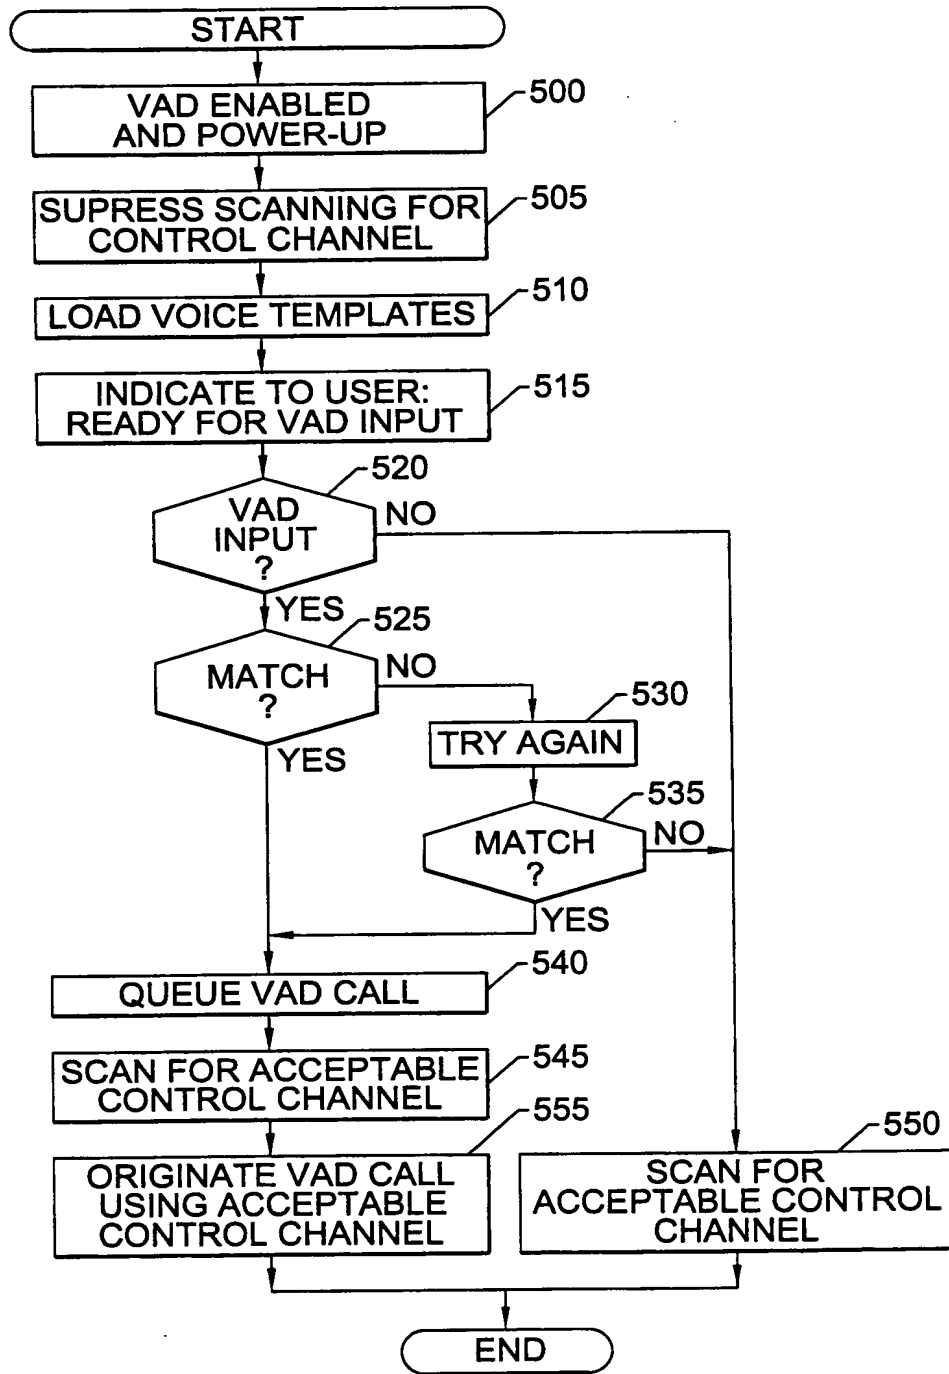 START
VAD ENABLED
AND POWER-UP
500
SUPRESS SCANNING FOR
CONTROL CHANNEL
505
LOAD VOICE TEMPLATES
510
INDICATE TO USER:
READY FOR VAD INPUT
515
VAD
INPUT
?
520
NO
YES
MATCH
?
525
NO
YES
TRY AGAIN
530
MATCH
?
535
NO
YES
QUEUE VAD CALL
540
SCAN FOR ACCEPTABLE
CONTROL CHANNEL
545
ORIGINATE VAD CALL
USING ACCEPTABLE
CONTROL CHANNEL
555
SCAN FOR
ACCEPTABLE CONTROL
CHANNEL
550
END